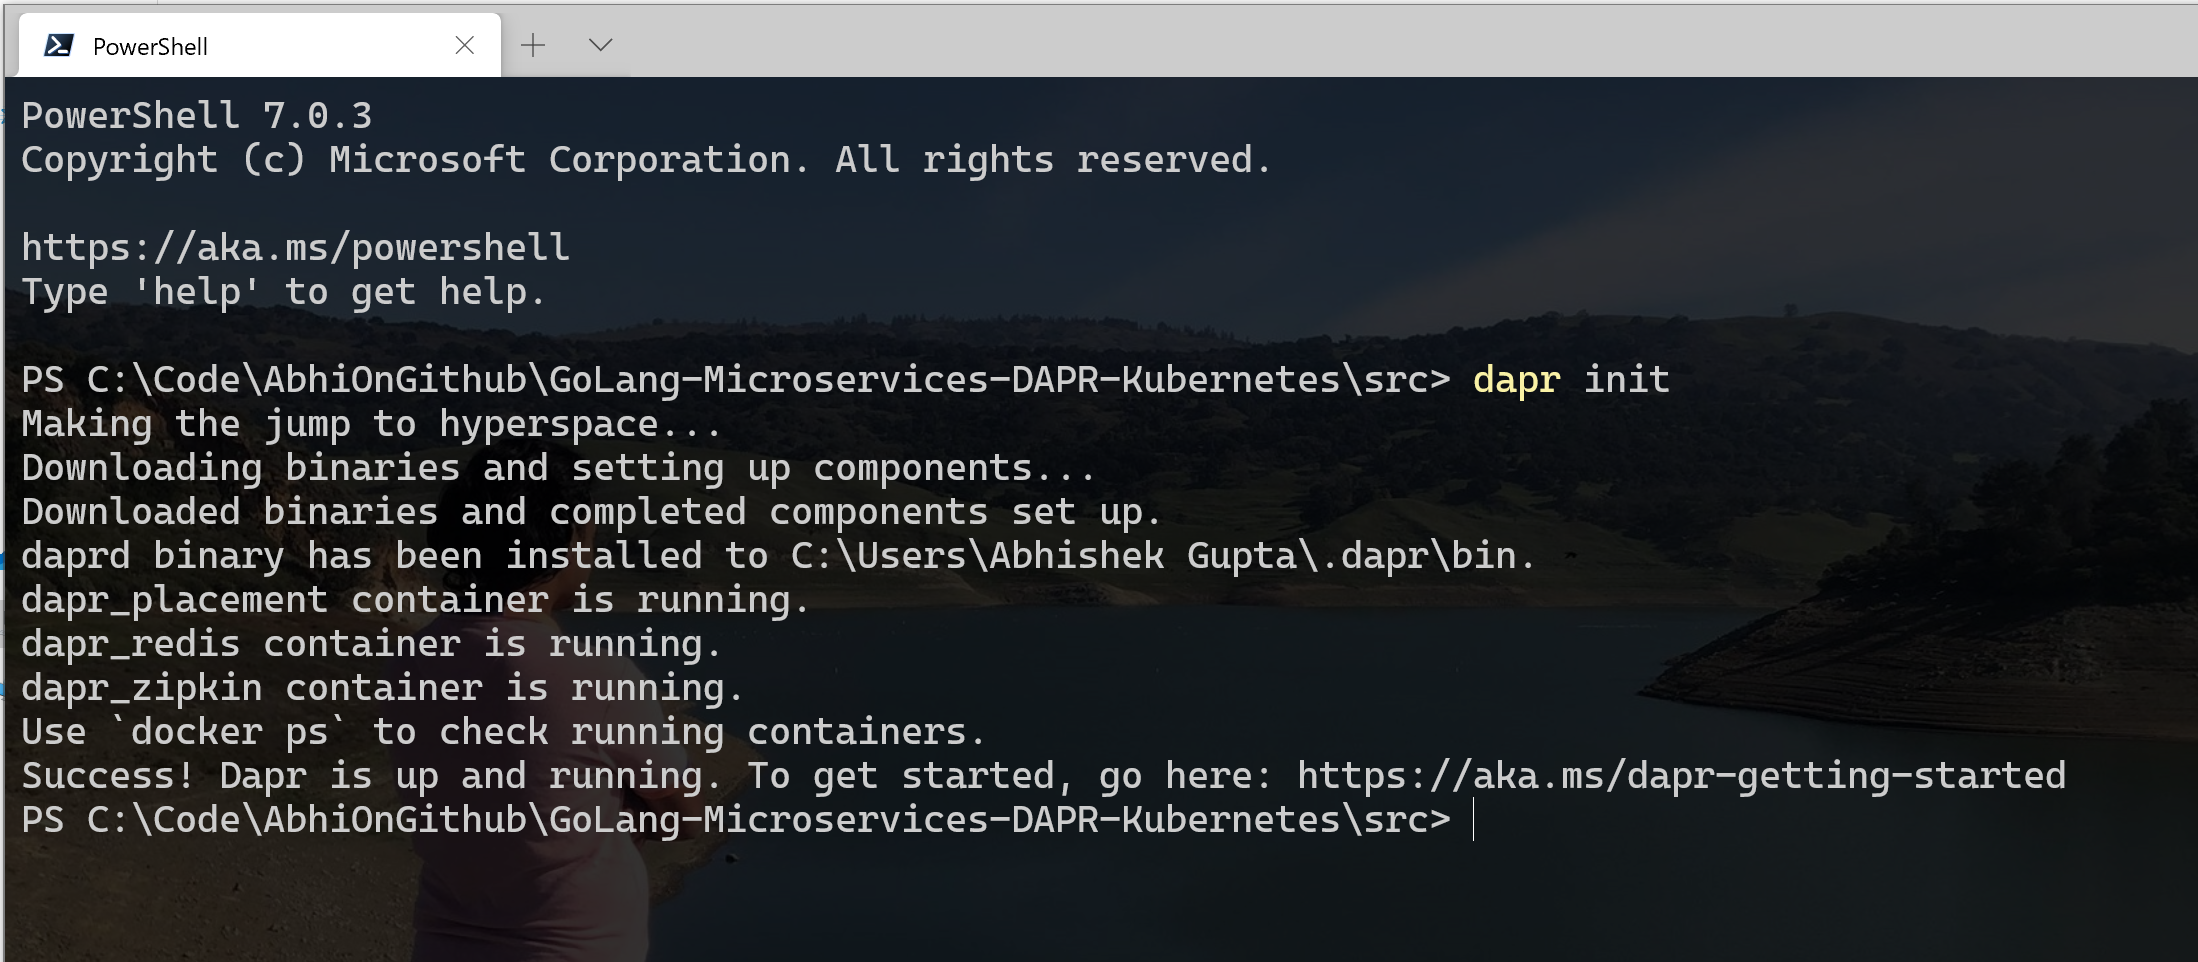 PowerShell
PowerShell 7.0.3
Copyright (c) Microsoft Corporation. All rights reserved.
https://aka.ms/powershell
Type 'help' to get help.
PS C:\Code\AbhiOnGithub\GoLang-Microservices-DAPR-Kubernetes\src> dapr init
Making the jump to hyperspace...
Downloading binaries and setting up components...
Downloaded binaries and completed components set up.
daprd binary has been installed to C:\Users\Abhishek Gupta\.dapr\bin.
dapr_placement container is running.
dapr_redis container is running.
dapr_zipkin container is running.
Use `docker ps` to check running containers.
Success! Dapr is up and running. To get started, go here: https://aka.ms/dapr-getting-started
PS C:\Code\AbhiOnGithub\GoLang-Microservices-DAPR-Kubernetes\src>